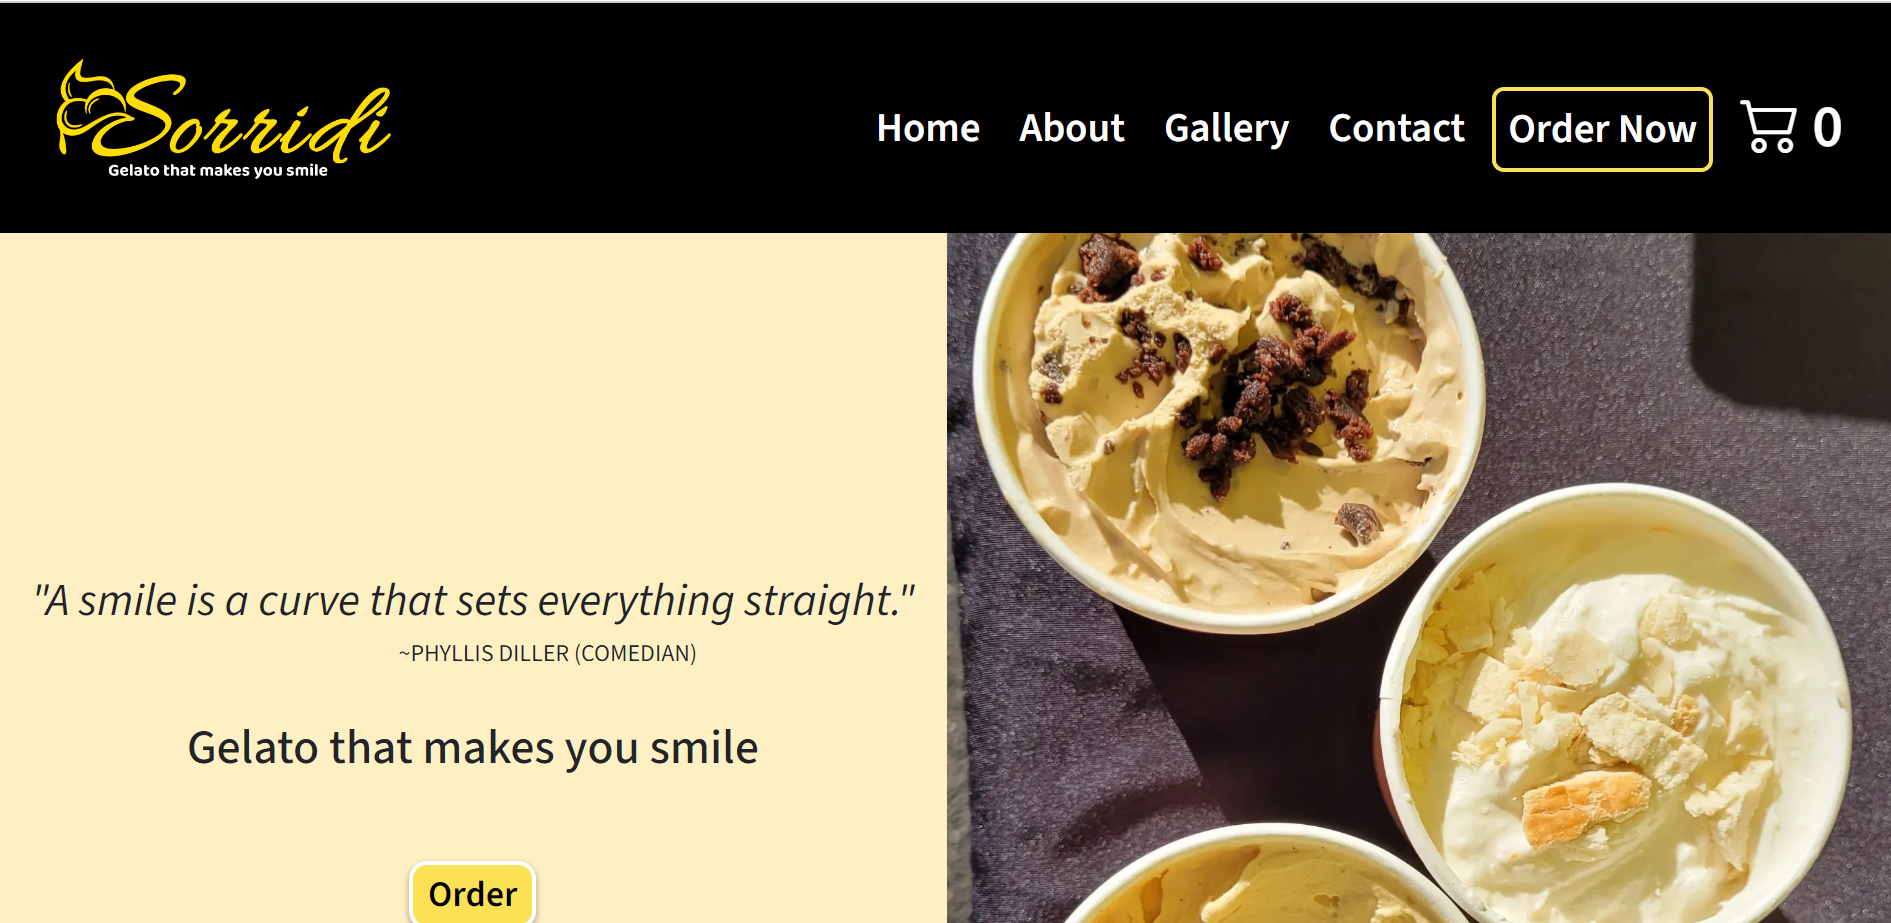 Sorridi
Gelato that makes you smile
Home About Gallery Contact Order Now 0
"A smile is a curve that sets everything straight."
~PHYLLIS DILLER (COMEDIAN)
Gelato that makes you smile
Order